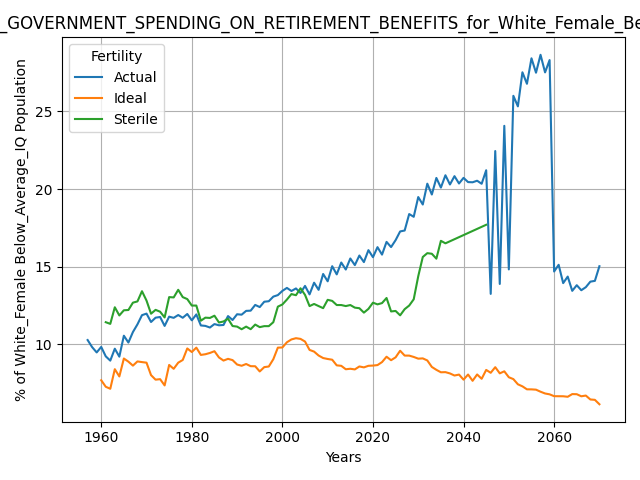 _GOVERNMENT_SPENDING_ON_RETIREMENT_BENEFITS_for_White_Female_Be
Fertility
Actual
Ideal
Sterile
% of White_Female Below_Average_IQ Population
25
20
15
10
1960
1980
2000
2020
2040
2060
Years